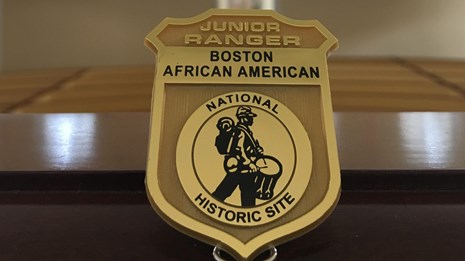 JUNIOR
RANGER
BOSTON
AFRICAN AMERICAN
NATIONAL
HISTORIC SITE